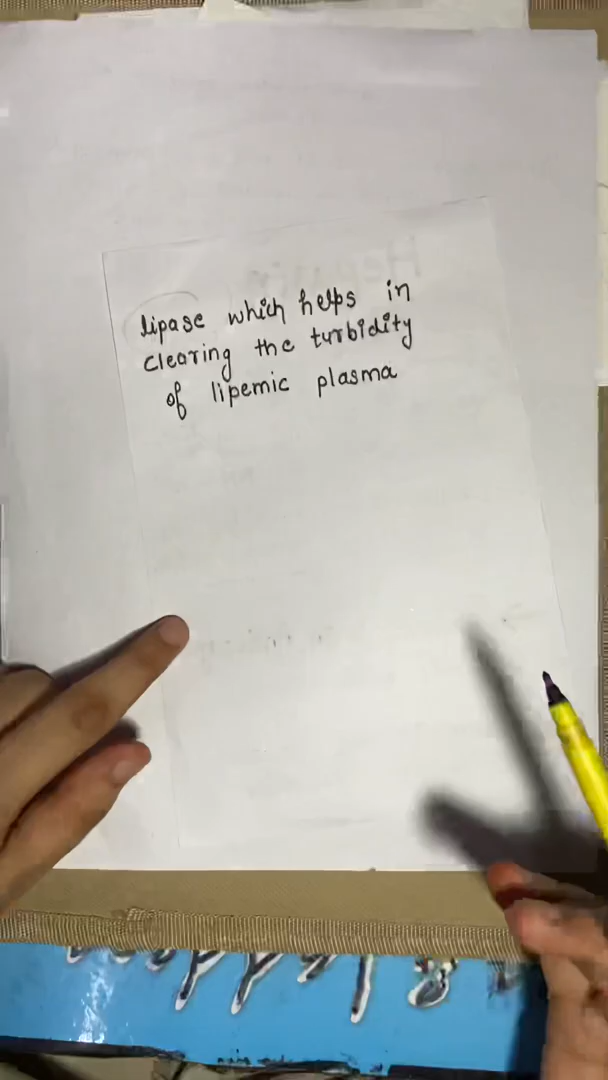 lipase which helps in
clearing the turbidity
of lipemic plasma